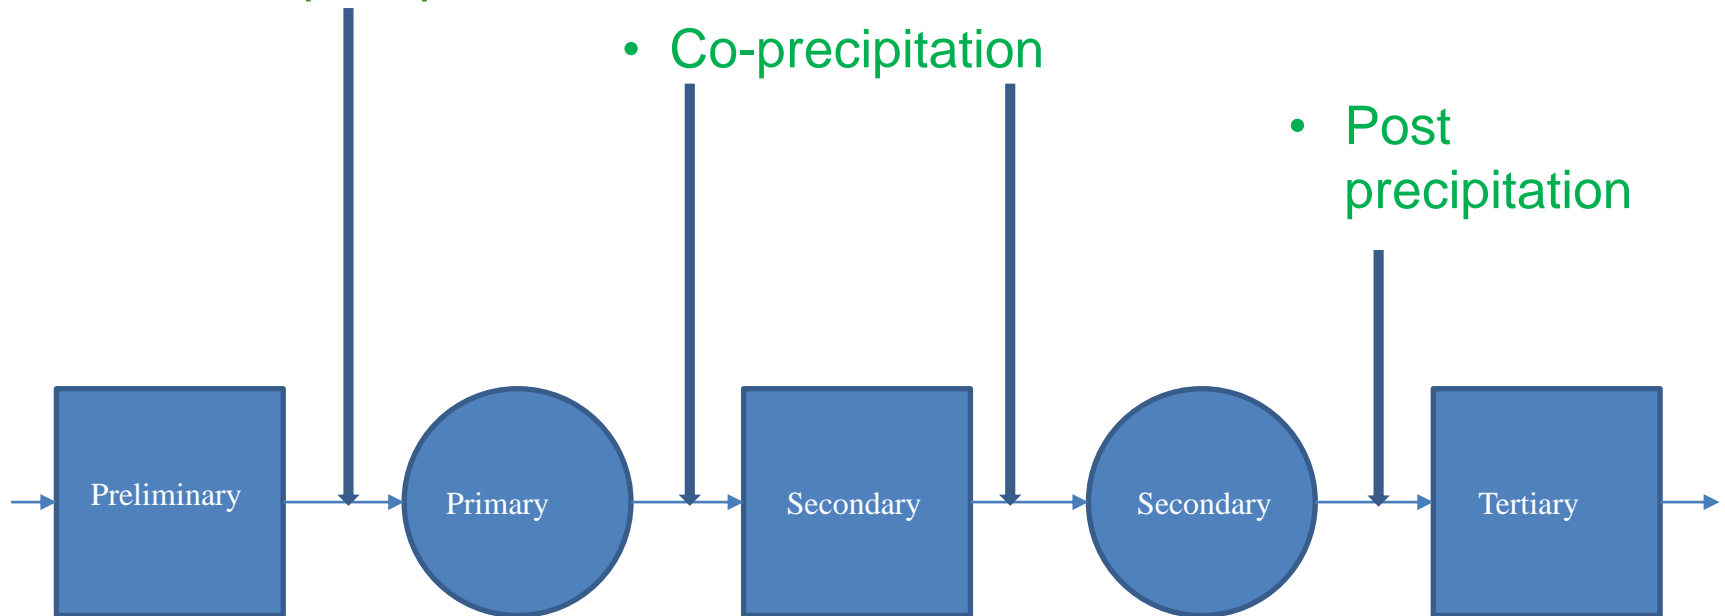 • Co-precipitation
• Post
precipitation
Preliminary
Primary
Secondary
Secondary
Tertiary